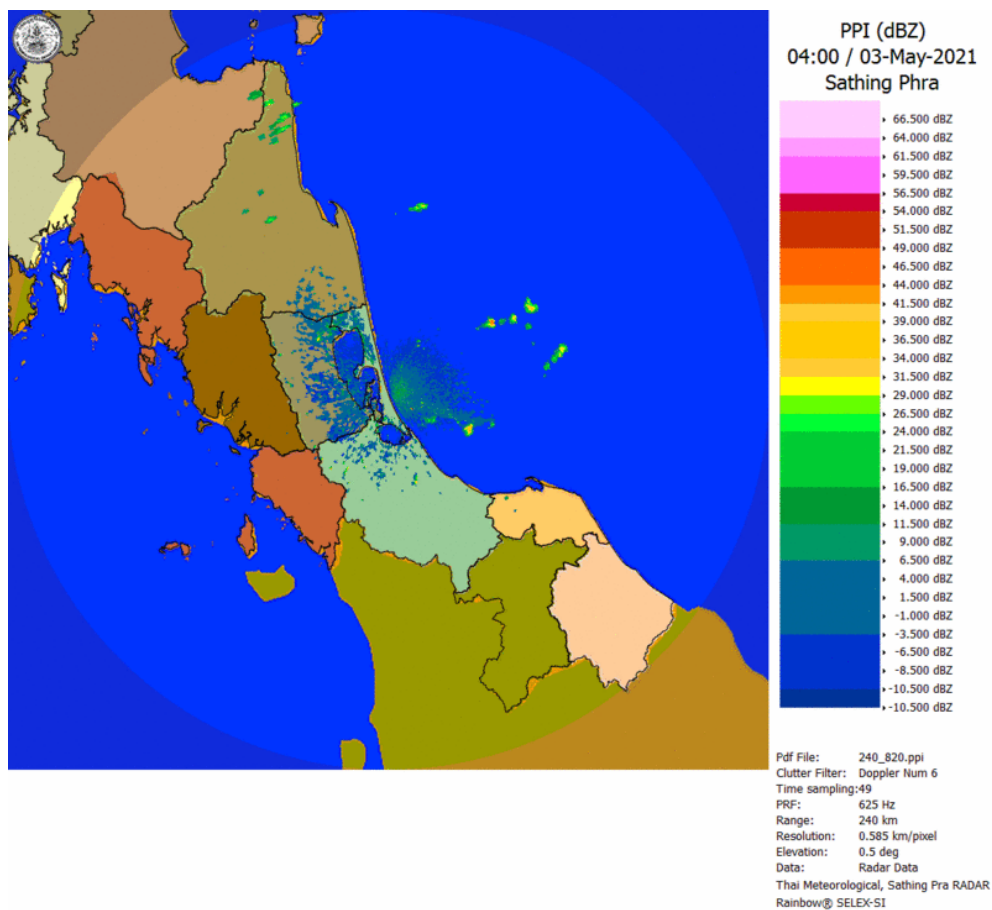 PPI (dBZ)
04:00 / 03-May-2021
Sathing Phra
66.500 dBZ
64.000 dBZ
61.500 dBZ
59.500 dBZ
56.500 dBZ
54.000 dBZ
51.500 dBZ
49.000 dBZ
46.500 dBZ
44.000 dBZ
41.500 dBZ
39.000 dBZ
36.500 dBZ
34.000 dBZ
31.500 dBZ
29.000 dBZ
26.500 dBZ
24.000 dBZ
21.500 dBZ
19.000 dBZ
16.500 dBZ
14.000 dBZ
11.500 dBZ
9.000 dBZ
6.500 dBZ
4.000 dBZ
1.500 dBZ
-1.000 dBZ
-3.500 dBZ
-6.500 dBZ
-8.500 dBZ
-10.500 dBZ
-10.500 dBZ
Pdf File: 240_820.ppi
Clutter Filter: Doppler Num 6
Time sampling:49
PRF: 625 Hz
Range: 240 km
Resolution: 0.585 km/pixel
Elevation: 0.5 deg
Data: Radar Data
Thai Meteorological, Sathing Pra RADAR
Rainbow® SELEX-SI